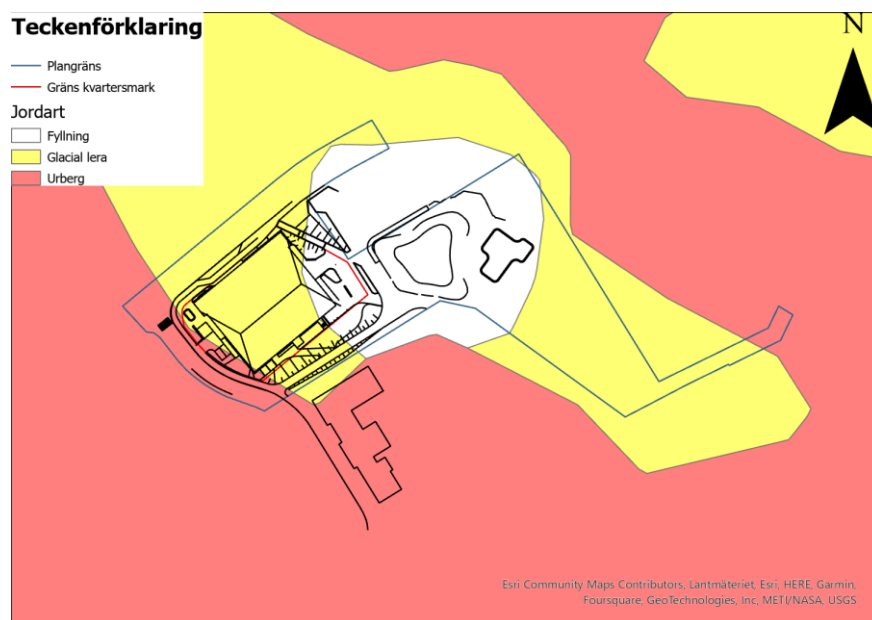 Teckenförklaring
Plangräns
Gräns kvartersmark
Jordart
Fyllning
Glacial lera
Urberg
N
Esri Community Maps Contributors, Lantmäteriet, Esri, HERE, Garmin,
Foursquare, GeoTechnologies, Inc, METI/NASA, USGS